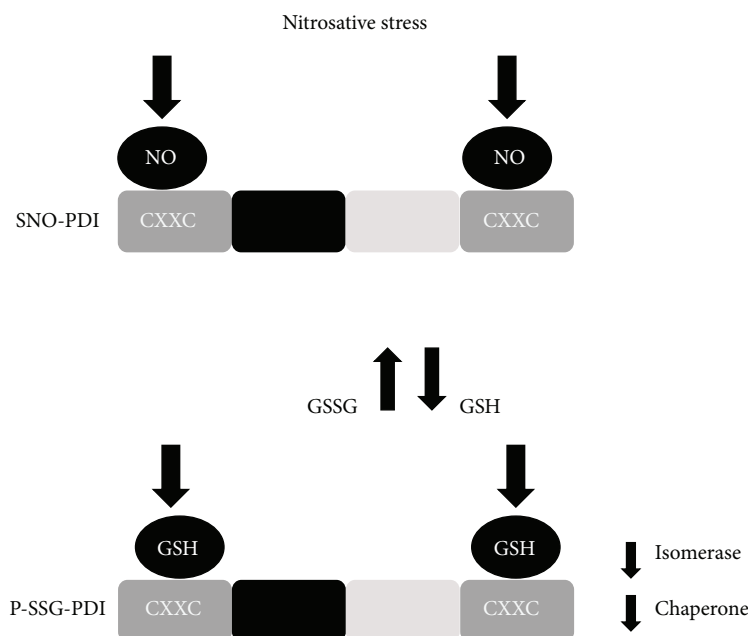 Nitrosative stress
NO NO
SNO-PDI CXXC CXXC
GSSG GSH
GSH GSH
Isomerase
P-SSG-PDI CXXC CXXC Chaperone